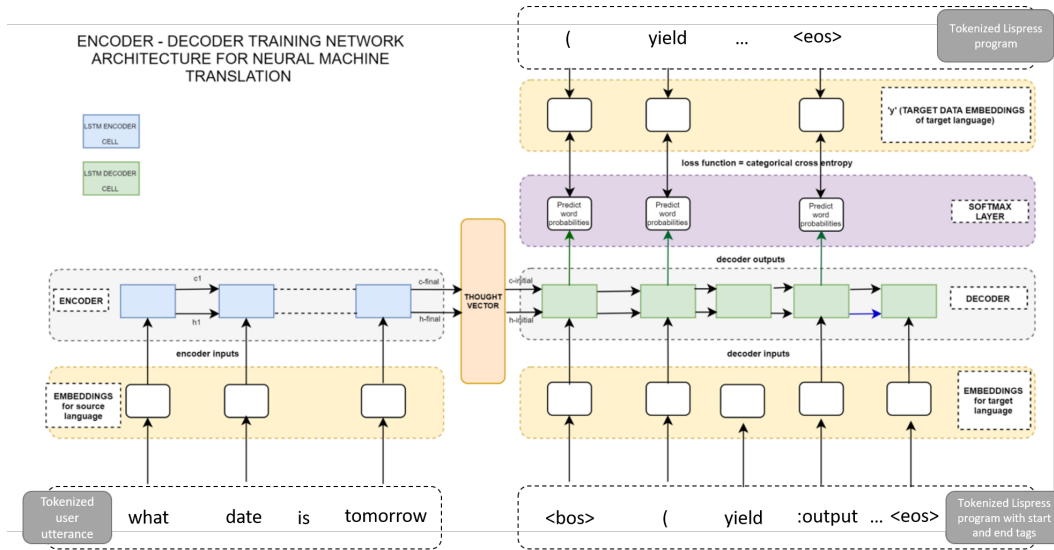 Tokenized Lispress
program
( yield ... <eos>
ENCODER - DECODER TRAINING NETWORK
ARCHITECTURE FOR NEURAL MACHINE
TRANSLATION
'y' (TARGET DATA EMBEDDINGS
of target language)
LSTM ENCODER
CELL
loss function = categorical cross entropy
LSTM DECODER
CELL
Predict
word
probabilities
Predict
word
probabilities
Predict
word
probabilities
SOFTMAX
LAYER
decoder outputs
ENCODER
c1
h1
c-final
h-final
THOUGHT
VECTOR
c-initial
h-initial
DECODER
encoder inputs
decoder inputs
EMBEDDINGS
for source
language
EMBEDDINGS
for target
language
Tokenized
user
utterance
what date is tomorrow
<bos> ( yield :output ... <eos>
Tokenized Lispress
program with start
and end tags